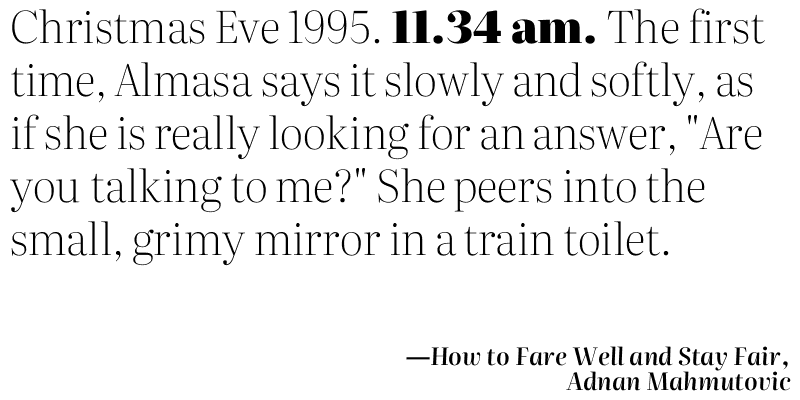 Christmas Eve 1995. 11.34 am. The first
time, Almasa says it slowly and softly, as
if she is really looking for an answer, "Are
you talking to me?" She peers into the
small, grimy mirror in a train toilet.
—How to Fare Well and Stay Fair,
Adnan Mahmutovic